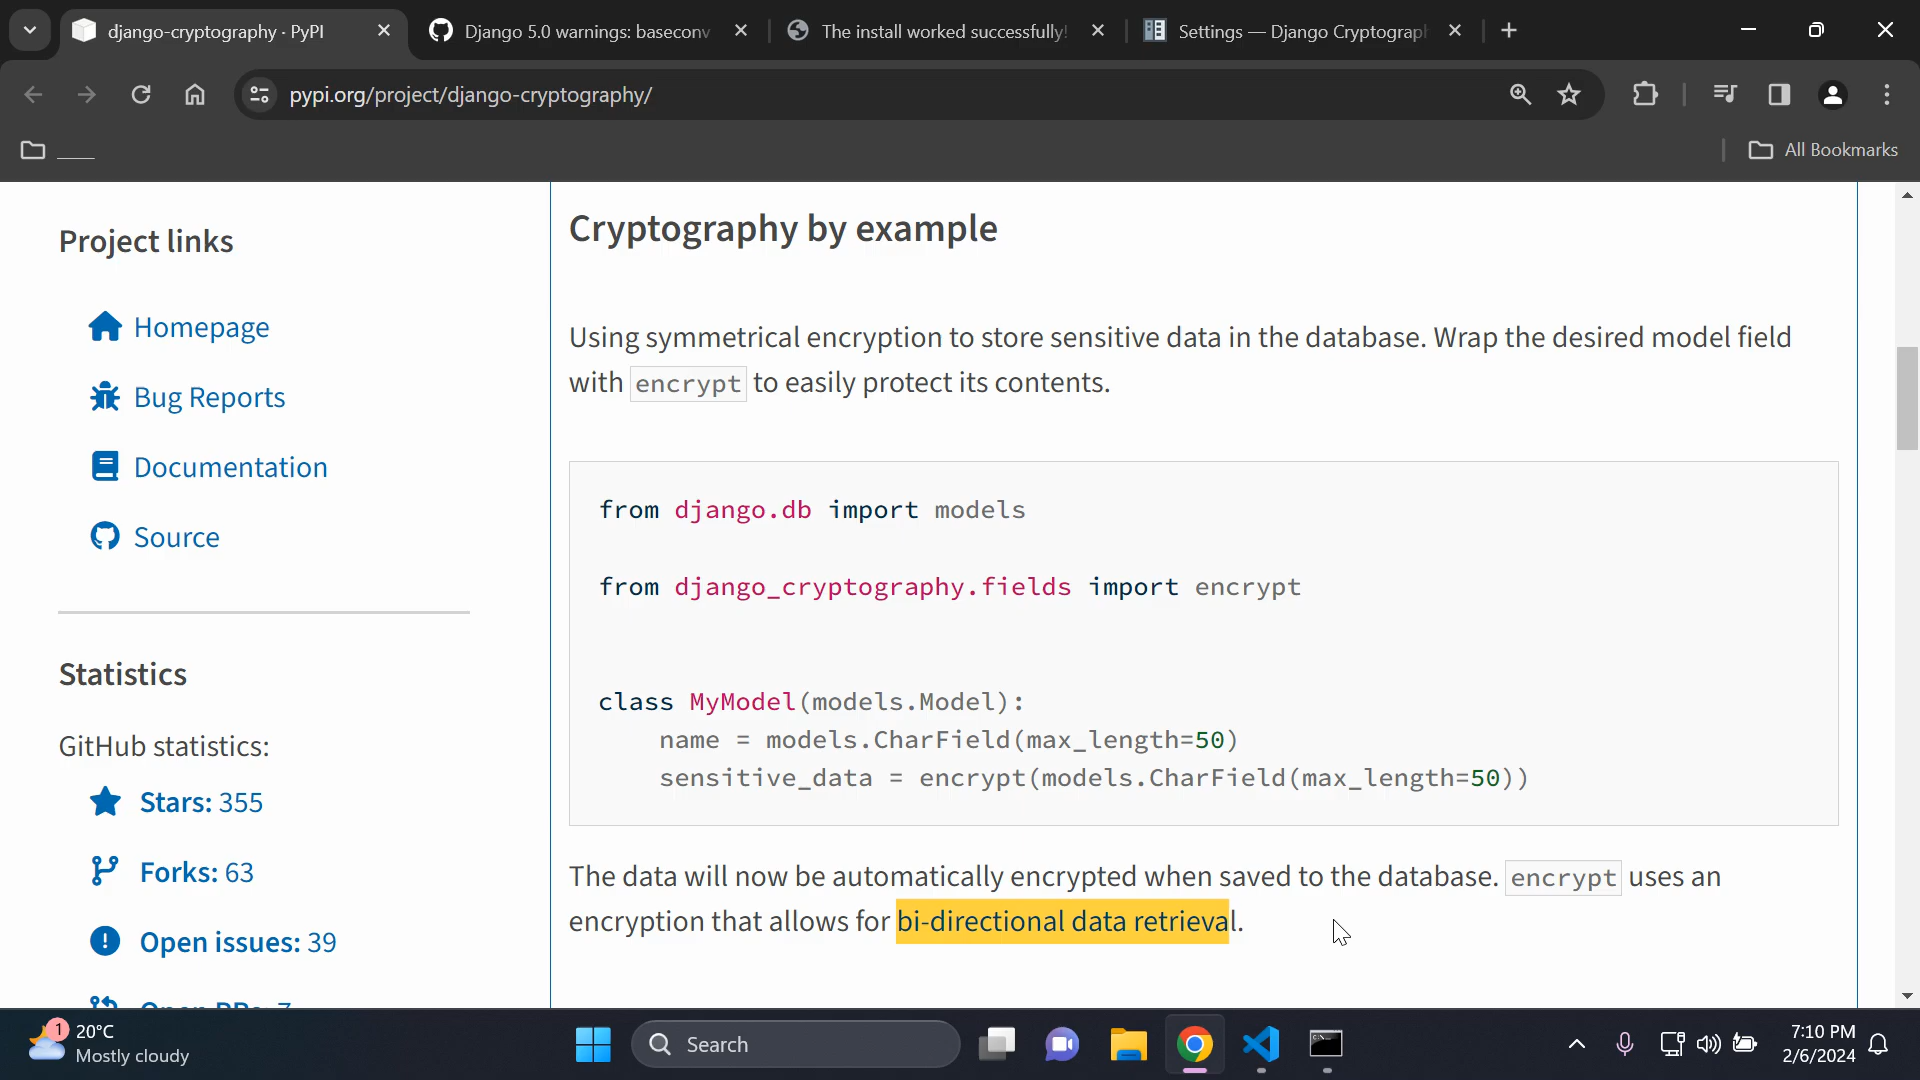 django-cryptography · PyPI
Django 5.0 warnings: baseconv
The install worked successfully!
Settings — Django Cryptograp
pypi.org/project/django-cryptography/
____
All Bookmarks
Project links
Homepage
Bug Reports
Documentation
Source
Statistics
GitHub statistics:
Stars: 355
Forks: 63
Open issues: 39
Open PRs: 7
Cryptography by example
Using symmetrical encryption to store sensitive data in the database. Wrap the desired model field
with encrypt to easily protect its contents.
from django.db import models
from django_cryptography.fields import encrypt
class MyModel(models.Model):
name = models.CharField(max_length=50)
sensitive_data = encrypt(models.CharField(max_length=50))
The data will now be automatically encrypted when saved to the database. encrypt uses an
encryption that allows for bi-directional data retrieval.
1
20°C
Mostly cloudy
Search
7:10 PM
2/6/2024